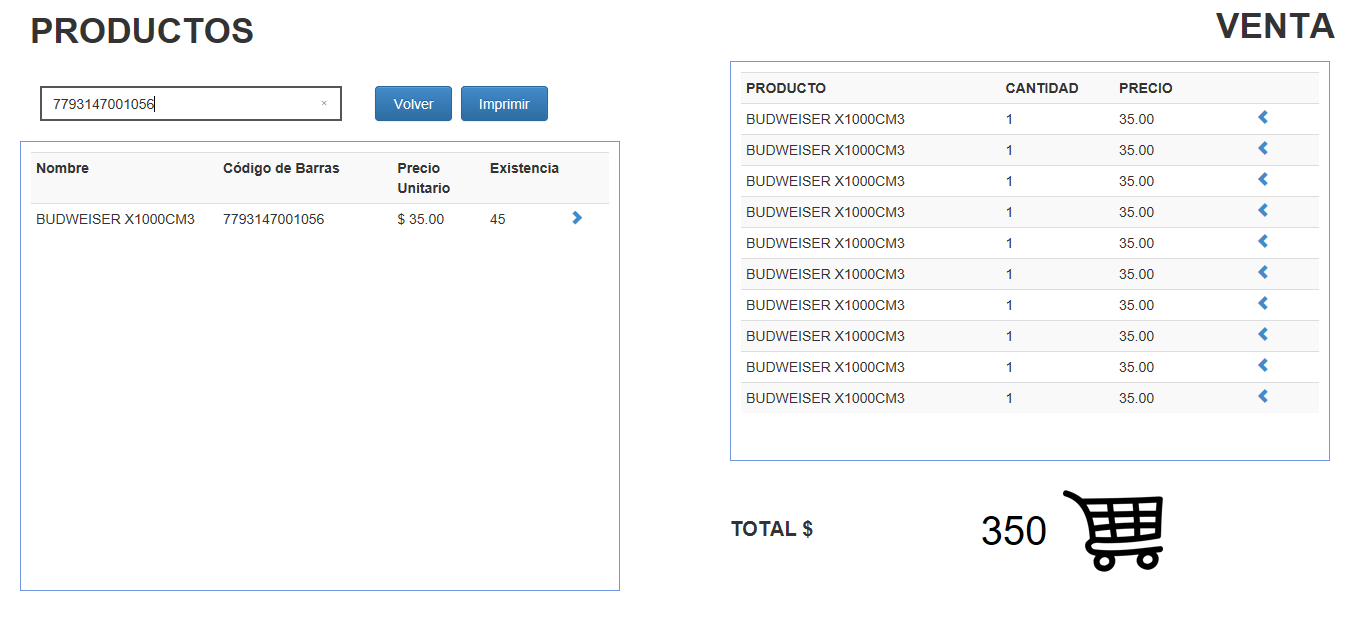 PRODUCTOS
7793147001056 ×
Volver
Imprimir
Nombre Código de Barras Precio Unitario Existencia
BUDWEISER X1000CM3 7793147001056 $ 35.00 45
VENTA
PRODUCTO CANTIDAD PRECIO
BUDWEISER X1000CM3 1 35.00
BUDWEISER X1000CM3 1 35.00
BUDWEISER X1000CM3 1 35.00
BUDWEISER X1000CM3 1 35.00
BUDWEISER X1000CM3 1 35.00
BUDWEISER X1000CM3 1 35.00
BUDWEISER X1000CM3 1 35.00
BUDWEISER X1000CM3 1 35.00
BUDWEISER X1000CM3 1 35.00
BUDWEISER X1000CM3 1 35.00
TOTAL $ 350